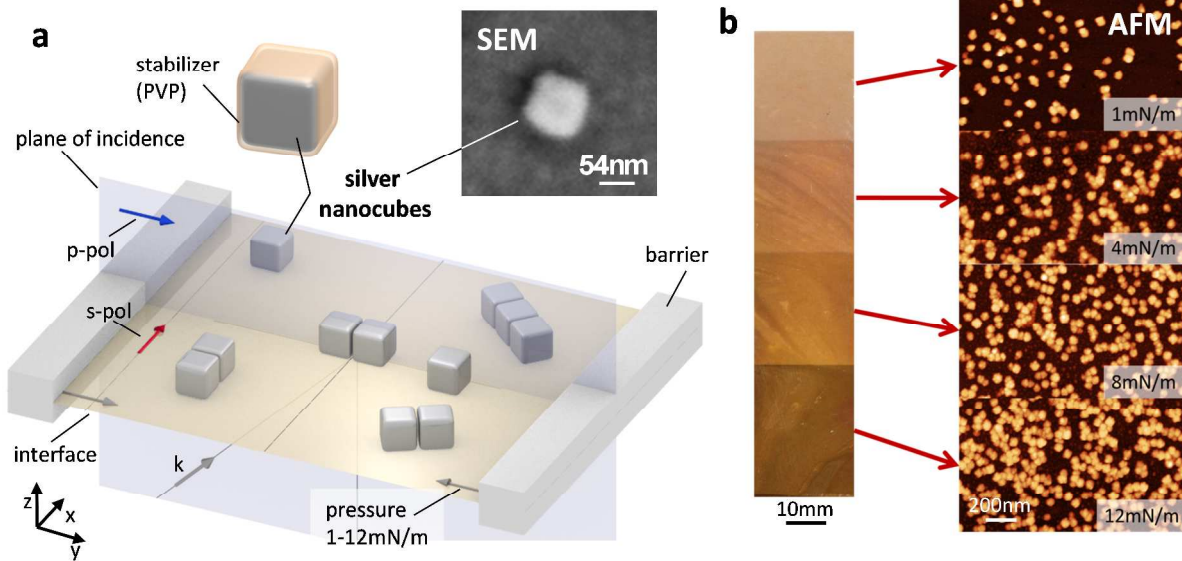 a
stabilizer
(PVP)
SEM
54nm
plane of incidence
silver
nanocubes
p-pol
s-pol
barrier
interface
k
pressure
1-12mN/m
z
x
y
b
AFM
1mN/m
4mN/m
8mN/m
200nm
12mN/m
10mm